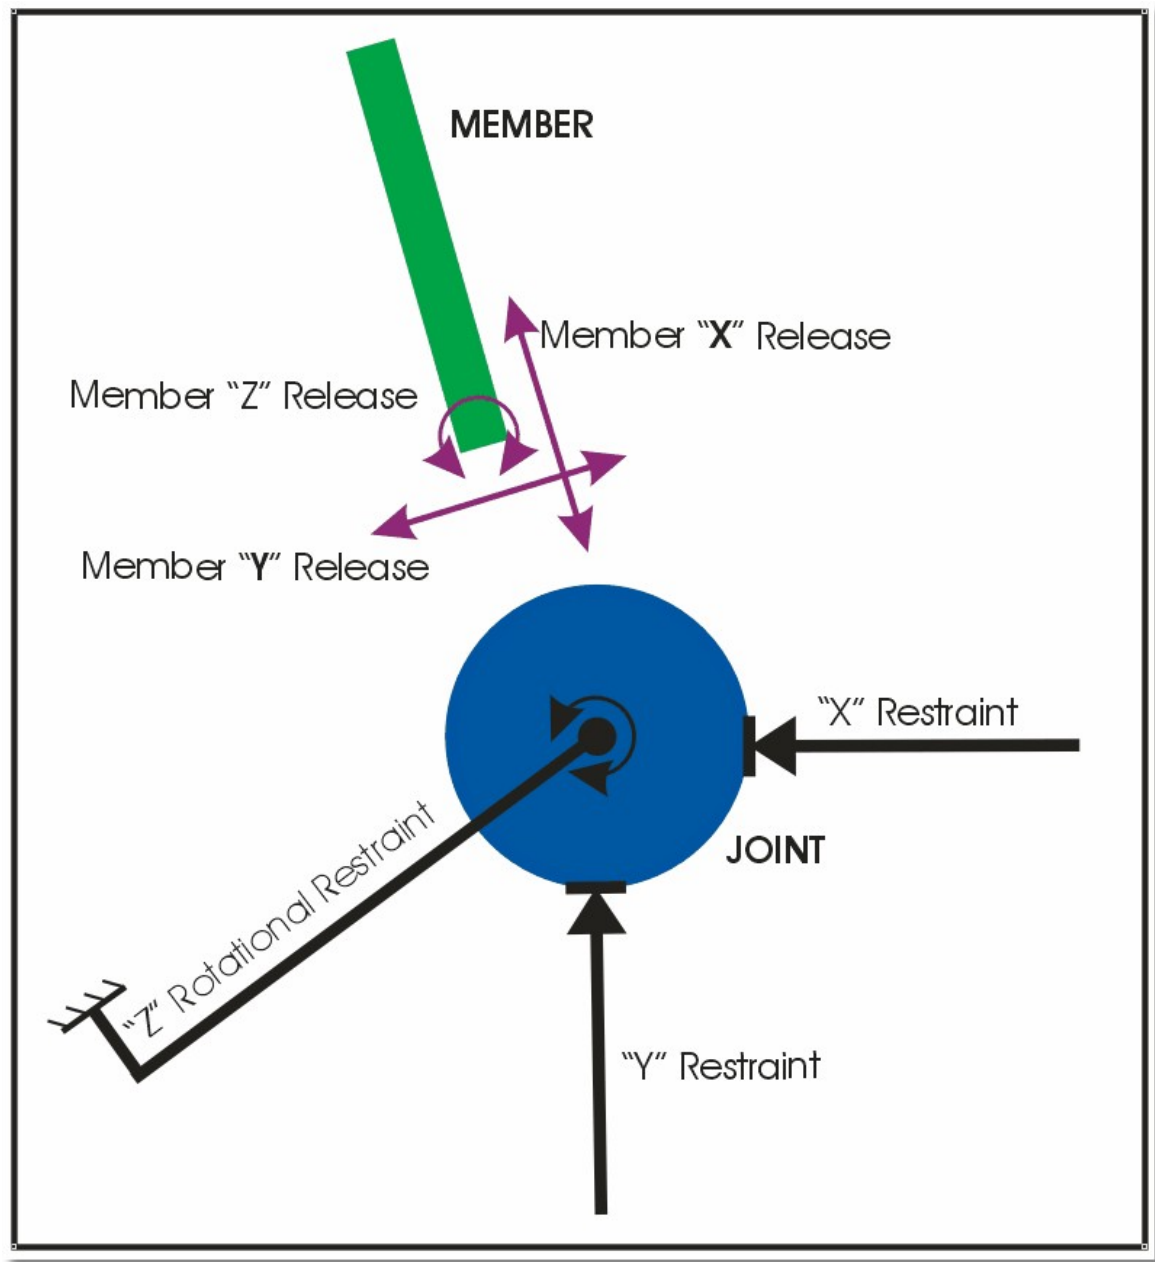 MEMBER
Member “X” Release
Member “Z” Release
Member “Y” Release
“X” Restraint
JOINT
“Z” Rotational Restraint
“Y” Restraint